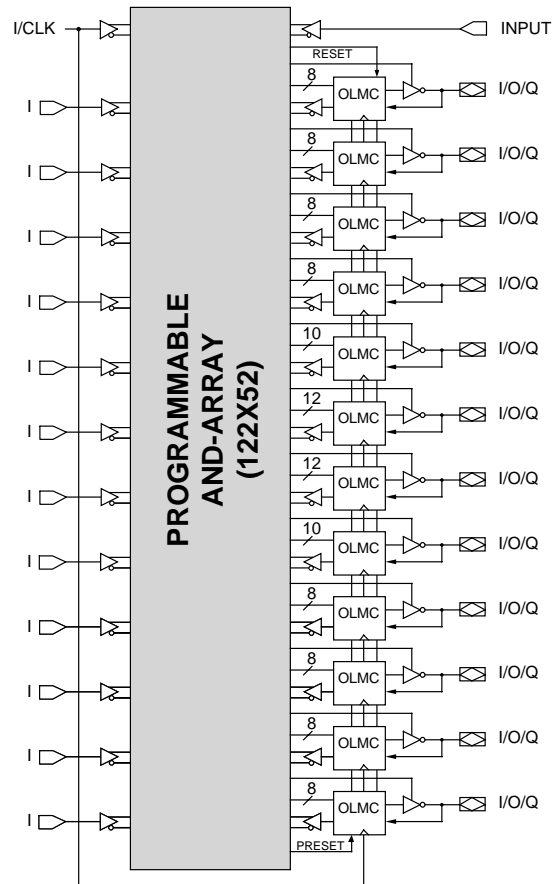 I/CLK
INPUT
RESET
8
OLMC
I/O/Q
I
8
OLMC
I/O/Q
I
8
OLMC
I/O/Q
I
8
OLMC
I/O/Q
I
10
OLMC
I/O/Q
I
12
OLMC
I/O/Q
I
12
OLMC
I/O/Q
I
10
OLMC
I/O/Q
I
8
OLMC
I/O/Q
I
8
OLMC
I/O/Q
I
8
OLMC
I/O/Q
I
8
OLMC
I/O/Q
I
PRESET
PROGRAMMABLE
AND-ARRAY
(122X52)